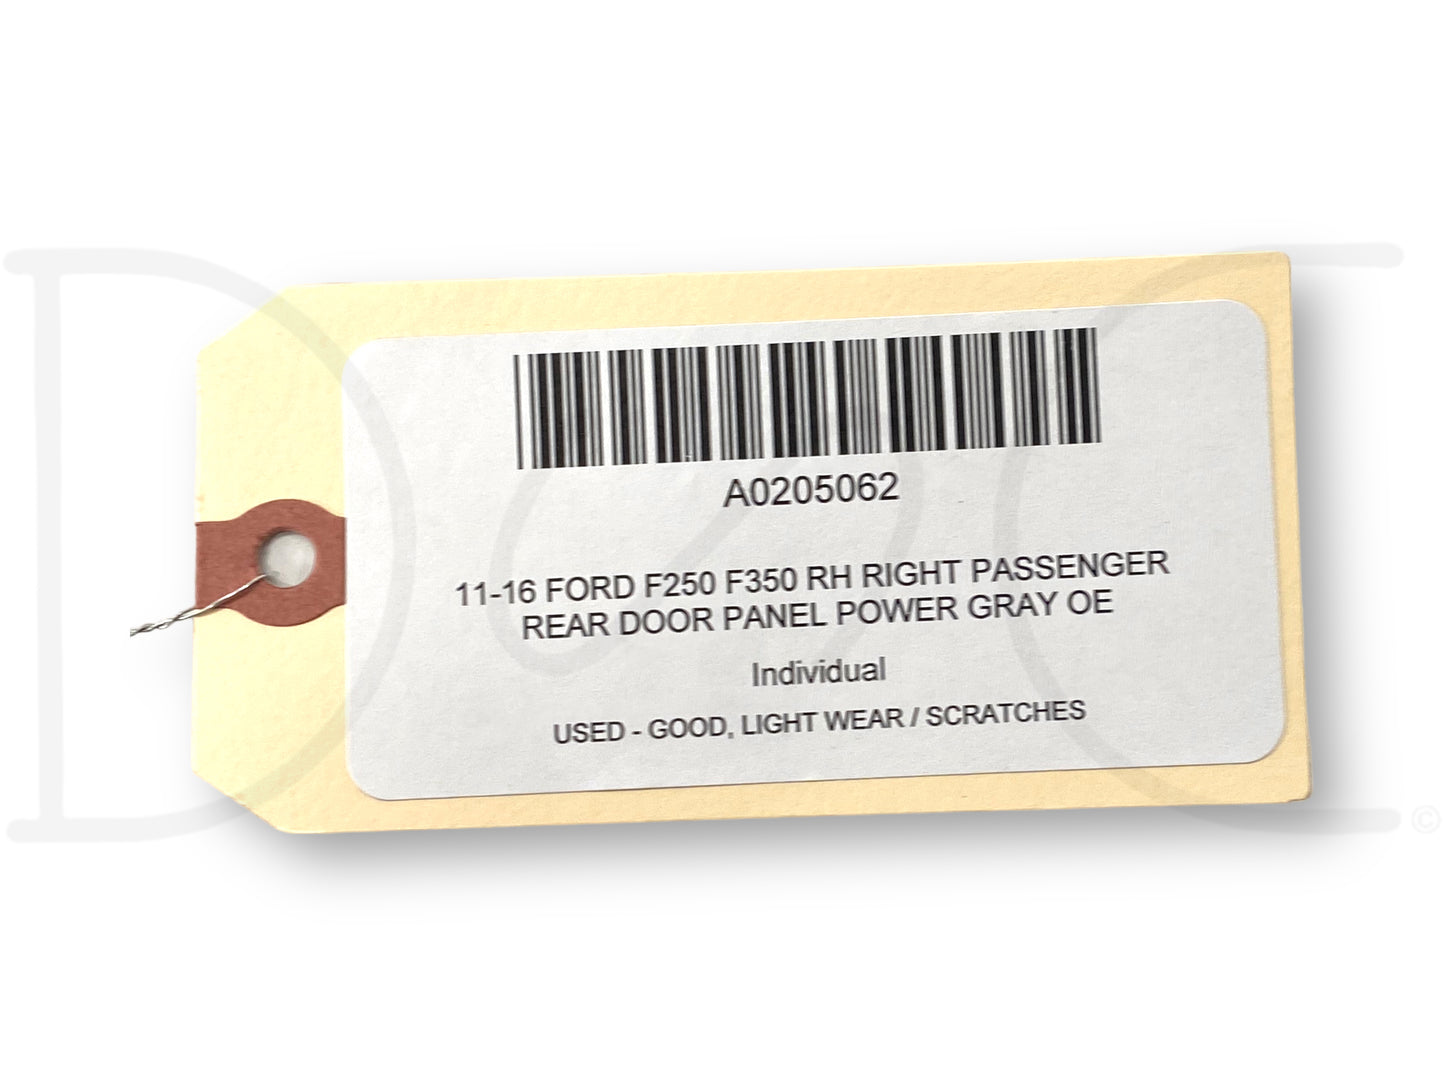 A0205062
11-16 FORD F250 F350 RH RIGHT PASSENGER
REAR DOOR PANEL POWER GRAY OE
Individual
USED - GOOD, LIGHT WEAR / SCRATCHES
©